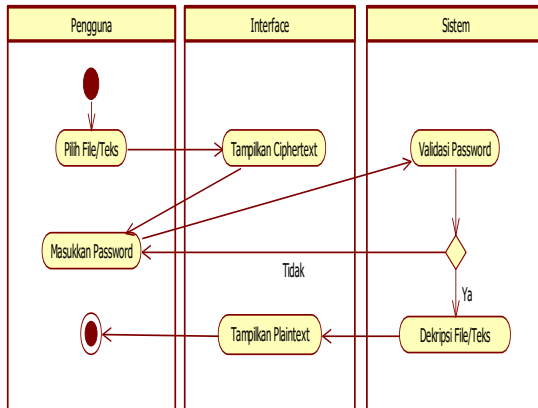 Pengguna
Interface
Sistem
Pilih File/Teks
Tampilkan Ciphertext
Validasi Password
Masukkan Password
Tidak
Ya
Tampilkan Plaintext
Dekripsi File/Teks